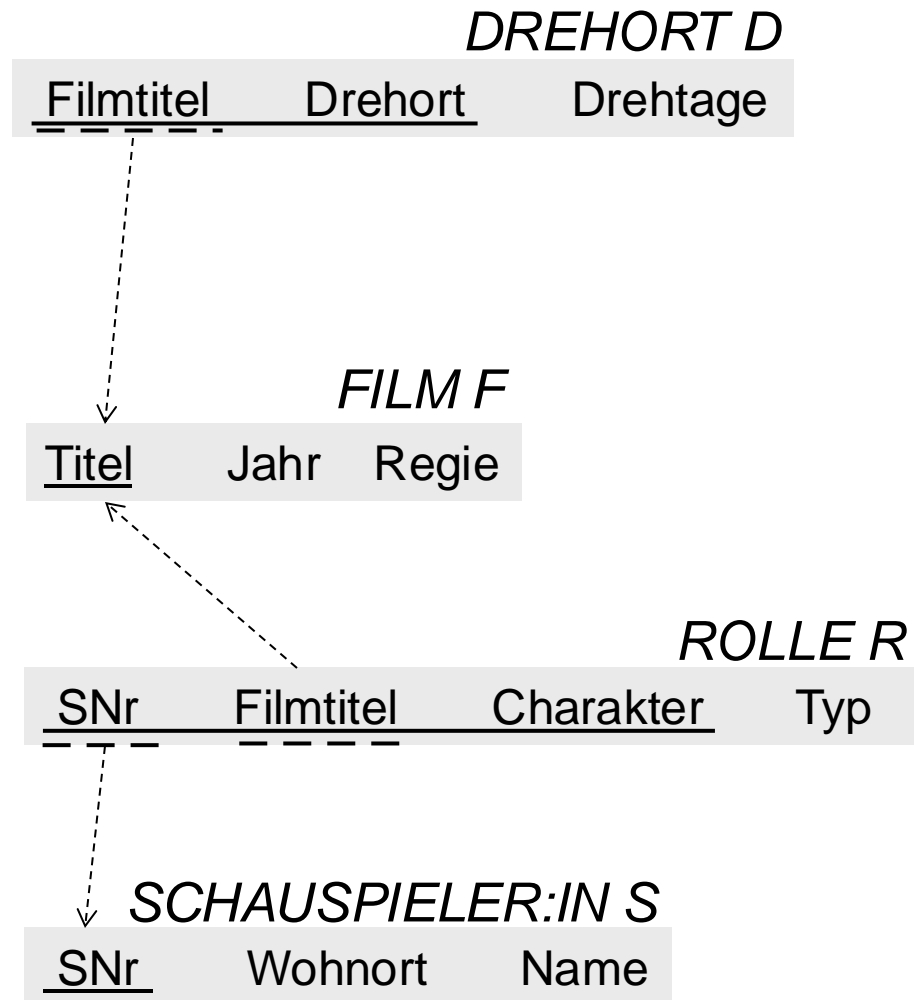 DREHORT D
Filmtitel Drehort Drehtage
FILM F
Titel Jahr Regie
ROLLE R
SNr Filmtitel Charakter Typ
SCHAUSPIELER:IN S
SNr Wohnort Name